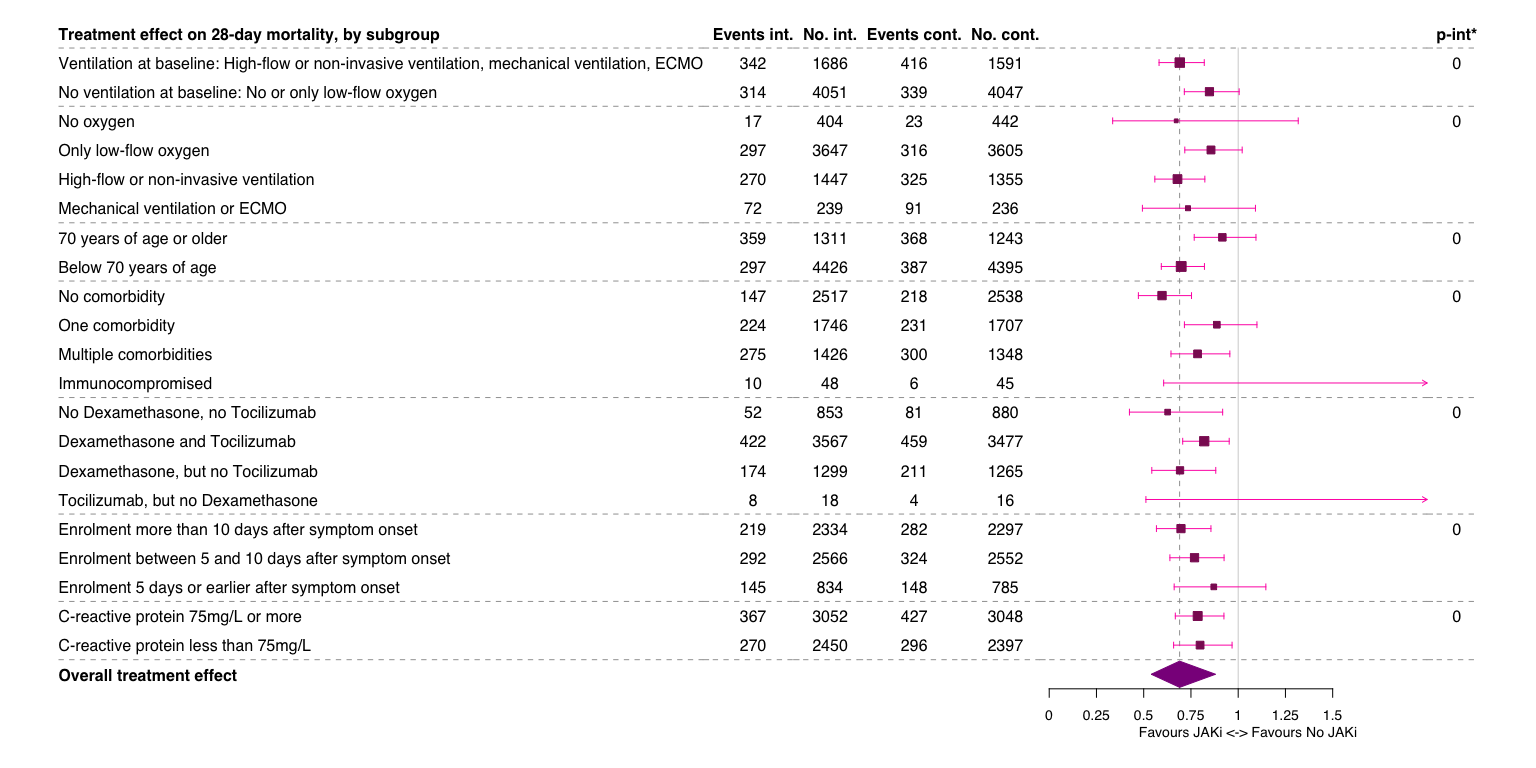 Treatment effect on 28-day mortality, by subgroup Events int. No. int. Events cont. No. cont. p-int*
Ventilation at baseline: High-flow or non-invasive ventilation, mechanical ventilation, ECMO 342 1686 416 1591 0
No ventilation at baseline: No or only low-flow oxygen 314 4051 339 4047
No oxygen 17 404 23 442 0
Only low-flow oxygen 297 3647 316 3605
High-flow or non-invasive ventilation 270 1447 325 1355
Mechanical ventilation or ECMO 72 239 91 236
70 years of age or older 359 1311 368 1243 0
Below 70 years of age 297 4426 387 4395
No comorbidity 147 2517 218 2538 0
One comorbidity 224 1746 231 1707
Multiple comorbidities 275 1426 300 1348
Immunocompromised 10 48 6 45
No Dexamethasone, no Tocilizumab 52 853 81 880 0
Dexamethasone and Tocilizumab 422 3567 459 3477
Dexamethasone, but no Tocilizumab 174 1299 211 1265
Tocilizumab, but no Dexamethasone 8 18 4 16
Enrolment more than 10 days after symptom onset 219 2334 282 2297 0
Enrolment between 5 and 10 days after symptom onset 292 2566 324 2552
Enrolment 5 days or earlier after symptom onset 145 834 148 785
C-reactive protein 75mg/L or more 367 3052 427 3048 0
C-reactive protein less than 75mg/L 270 2450 296 2397
Overall treatment effect
0 0.25 0.5 0.75 1 1.25 1.5
Favours JAKi <-> Favours No JAKi